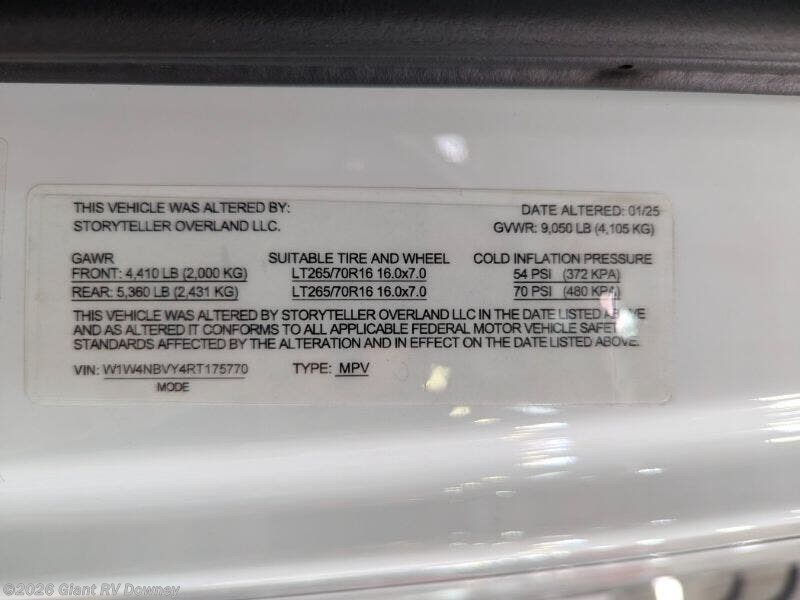 THIS VEHICLE WAS ALTERED BY: DATE ALTERED: 01/25
STORYTELLER OVERLAND LLC. GVWR: 9,050 LB (4,105 KG)
GAWR SUITABLE TIRE AND WHEEL COLD INFLATION PRESSURE
FRONT: 4,410 LB (2,000 KG) LT265/70R16 16.0x7.0 54 PSI (372 KPA)
REAR: 5,360 LB (2,431 KG) LT265/70R16 16.0x7.0 70 PSI (480 KPA)
THIS VEHICLE WAS ALTERED BY STORYTELLER OVERLAND LLC IN THE DATE LISTED ABOVE
AND AS ALTERED IT CONFORMS TO ALL APPLICABLE FEDERAL MOTOR VEHICLE SAFETY
STANDARDS AFFECTED BY THE ALTERATION AND IN EFFECT ON THE DATE LISTED ABOVE.
VIN: W1W4NBVY4RT175770 TYPE: MPV
MODE
©2026 Giant RV Downey